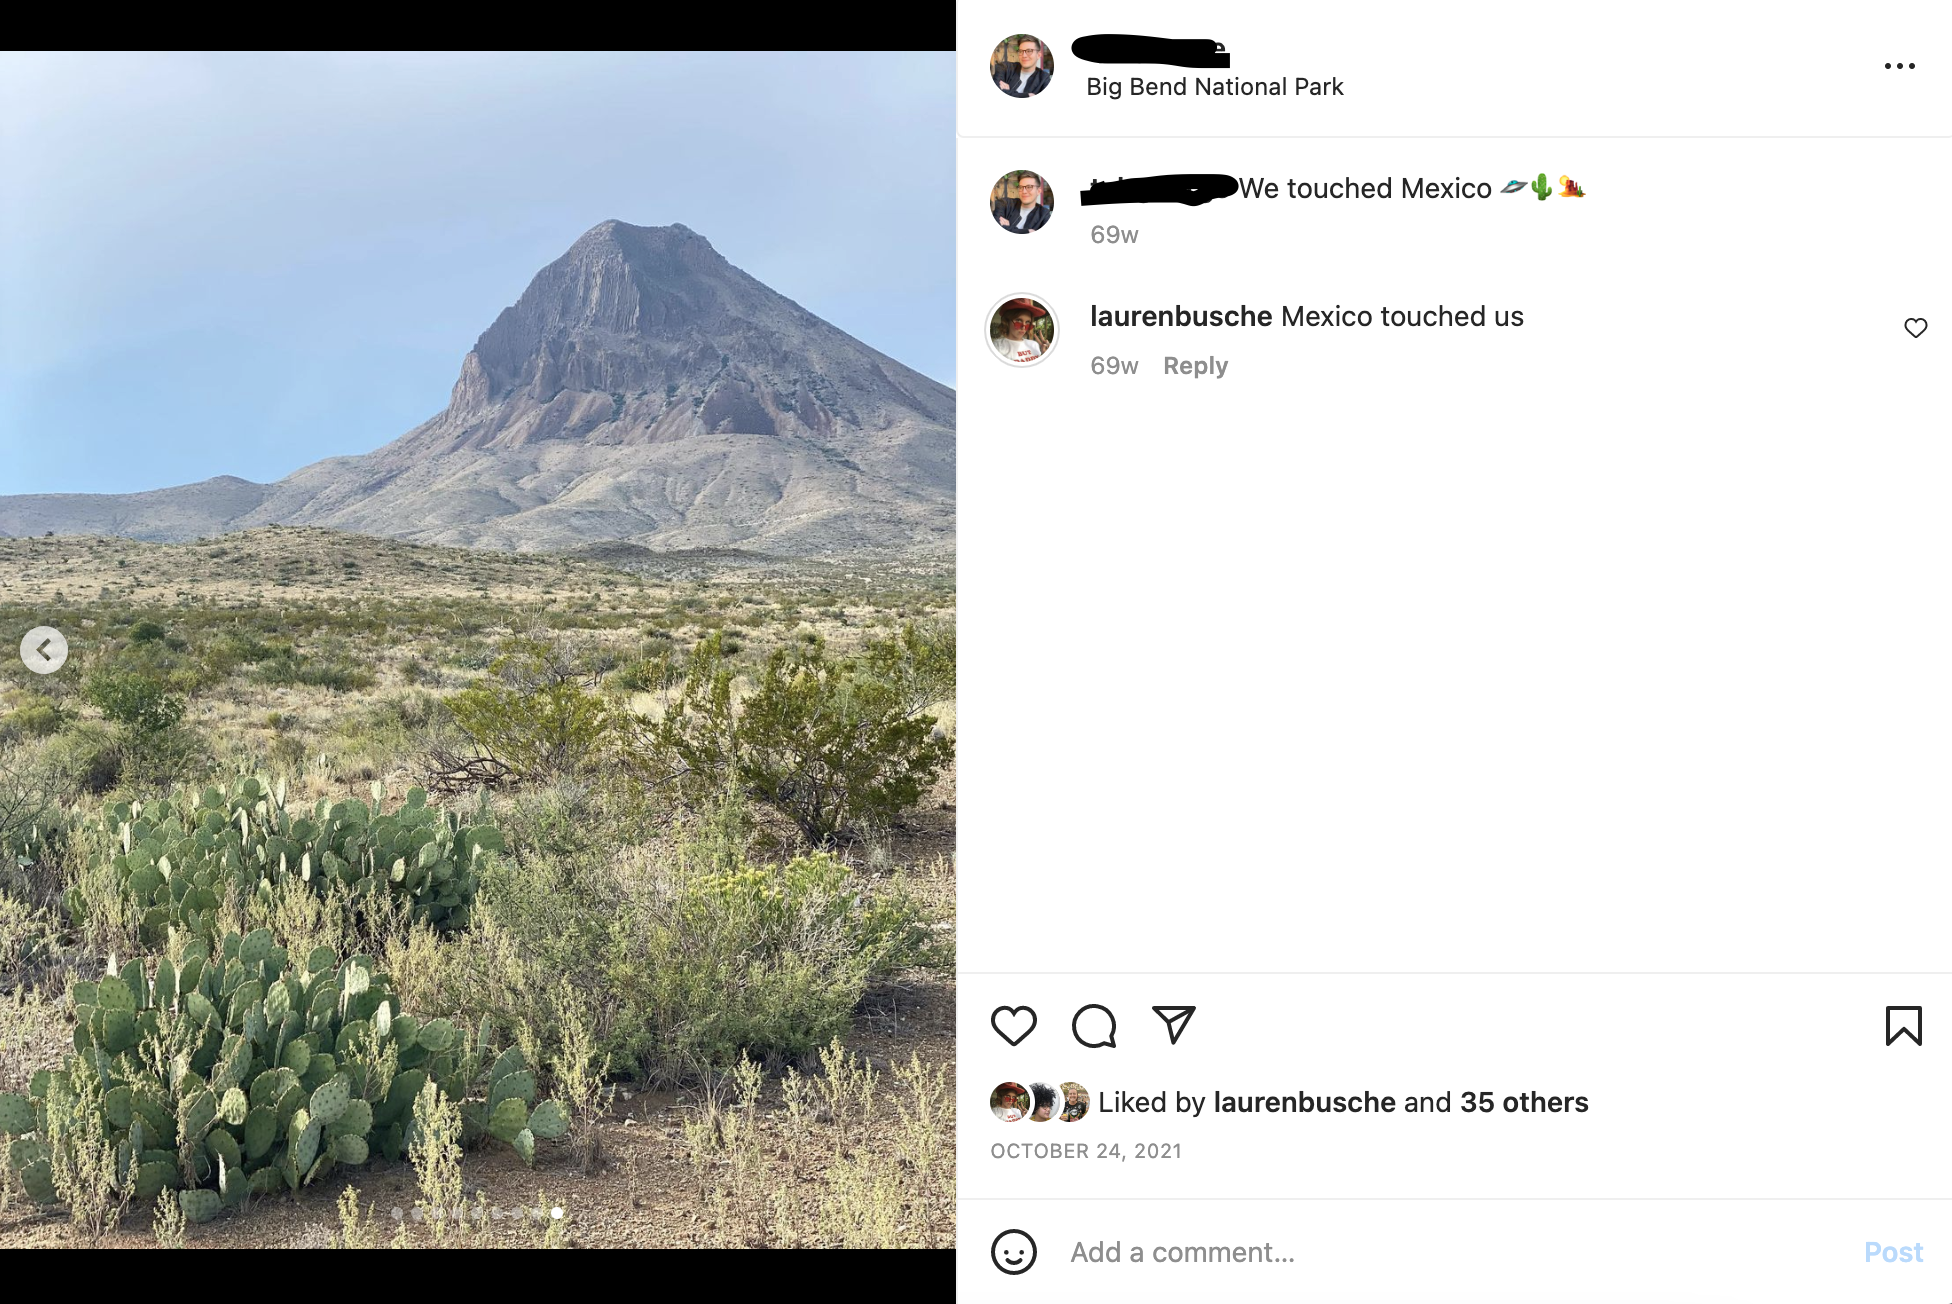 Big Bend National Park
We touched Mexico 🛸🌵🏜️
69w
laurenbusche Mexico touched us
69w Reply
Liked by laurenbusche and 35 others
OCTOBER 24, 2021
Add a comment...
Post